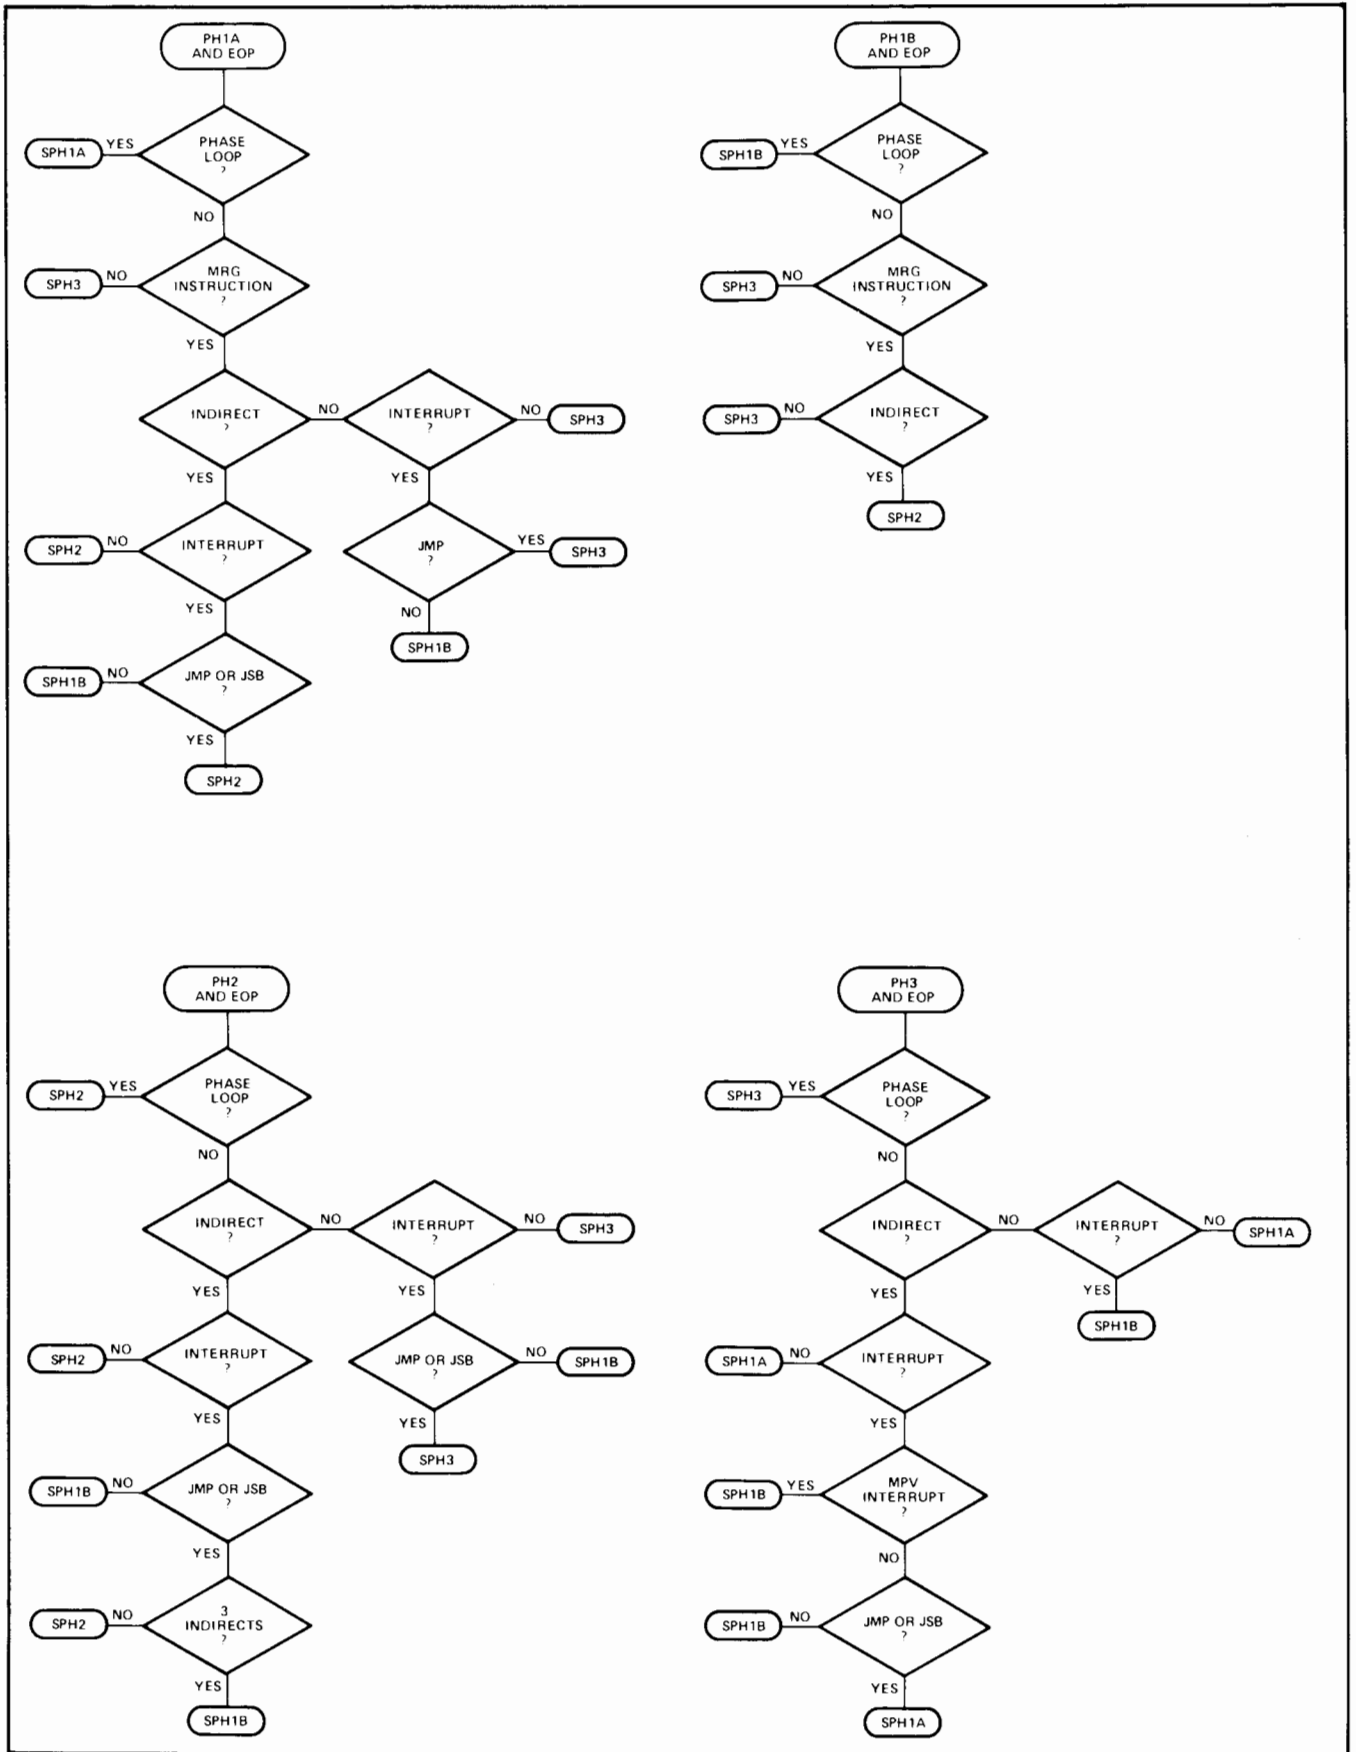 PH1A
AND EOP
PHASE
LOOP
?
YES
SPH1A
NO
MRG
INSTRUCTION
?
NO
SPH3
YES
INDIRECT
?
NO
INTERRUPT
?
NO
SPH3
YES
YES
INTERRUPT
?
NO
SPH2
JMP
?
YES
SPH3
YES
NO
SPH1B
JMP OR JSB
?
NO
SPH1B
YES
SPH2
PH1B
AND EOP
PHASE
LOOP
?
YES
SPH1B
NO
MRG
INSTRUCTION
?
NO
SPH3
YES
INDIRECT
?
NO
SPH3
YES
SPH2
PH2
AND EOP
PHASE
LOOP
?
YES
SPH2
NO
INDIRECT
?
NO
INTERRUPT
?
NO
SPH3
YES
YES
INTERRUPT
?
NO
SPH2
JMP OR JSB
?
NO
SPH1B
YES
YES
SPH3
JMP OR JSB
?
NO
SPH1B
YES
3
INDIRECTS
?
NO
SPH2
YES
SPH1B
PH3
AND EOP
PHASE
LOOP
?
YES
SPH3
NO
INDIRECT
?
NO
INTERRUPT
?
NO
SPH1A
YES
YES
SPH1B
INTERRUPT
?
NO
SPH1A
YES
MPV
INTERRUPT
?
YES
SPH1B
NO
JMP OR JSB
?
NO
SPH1B
YES
SPH1A